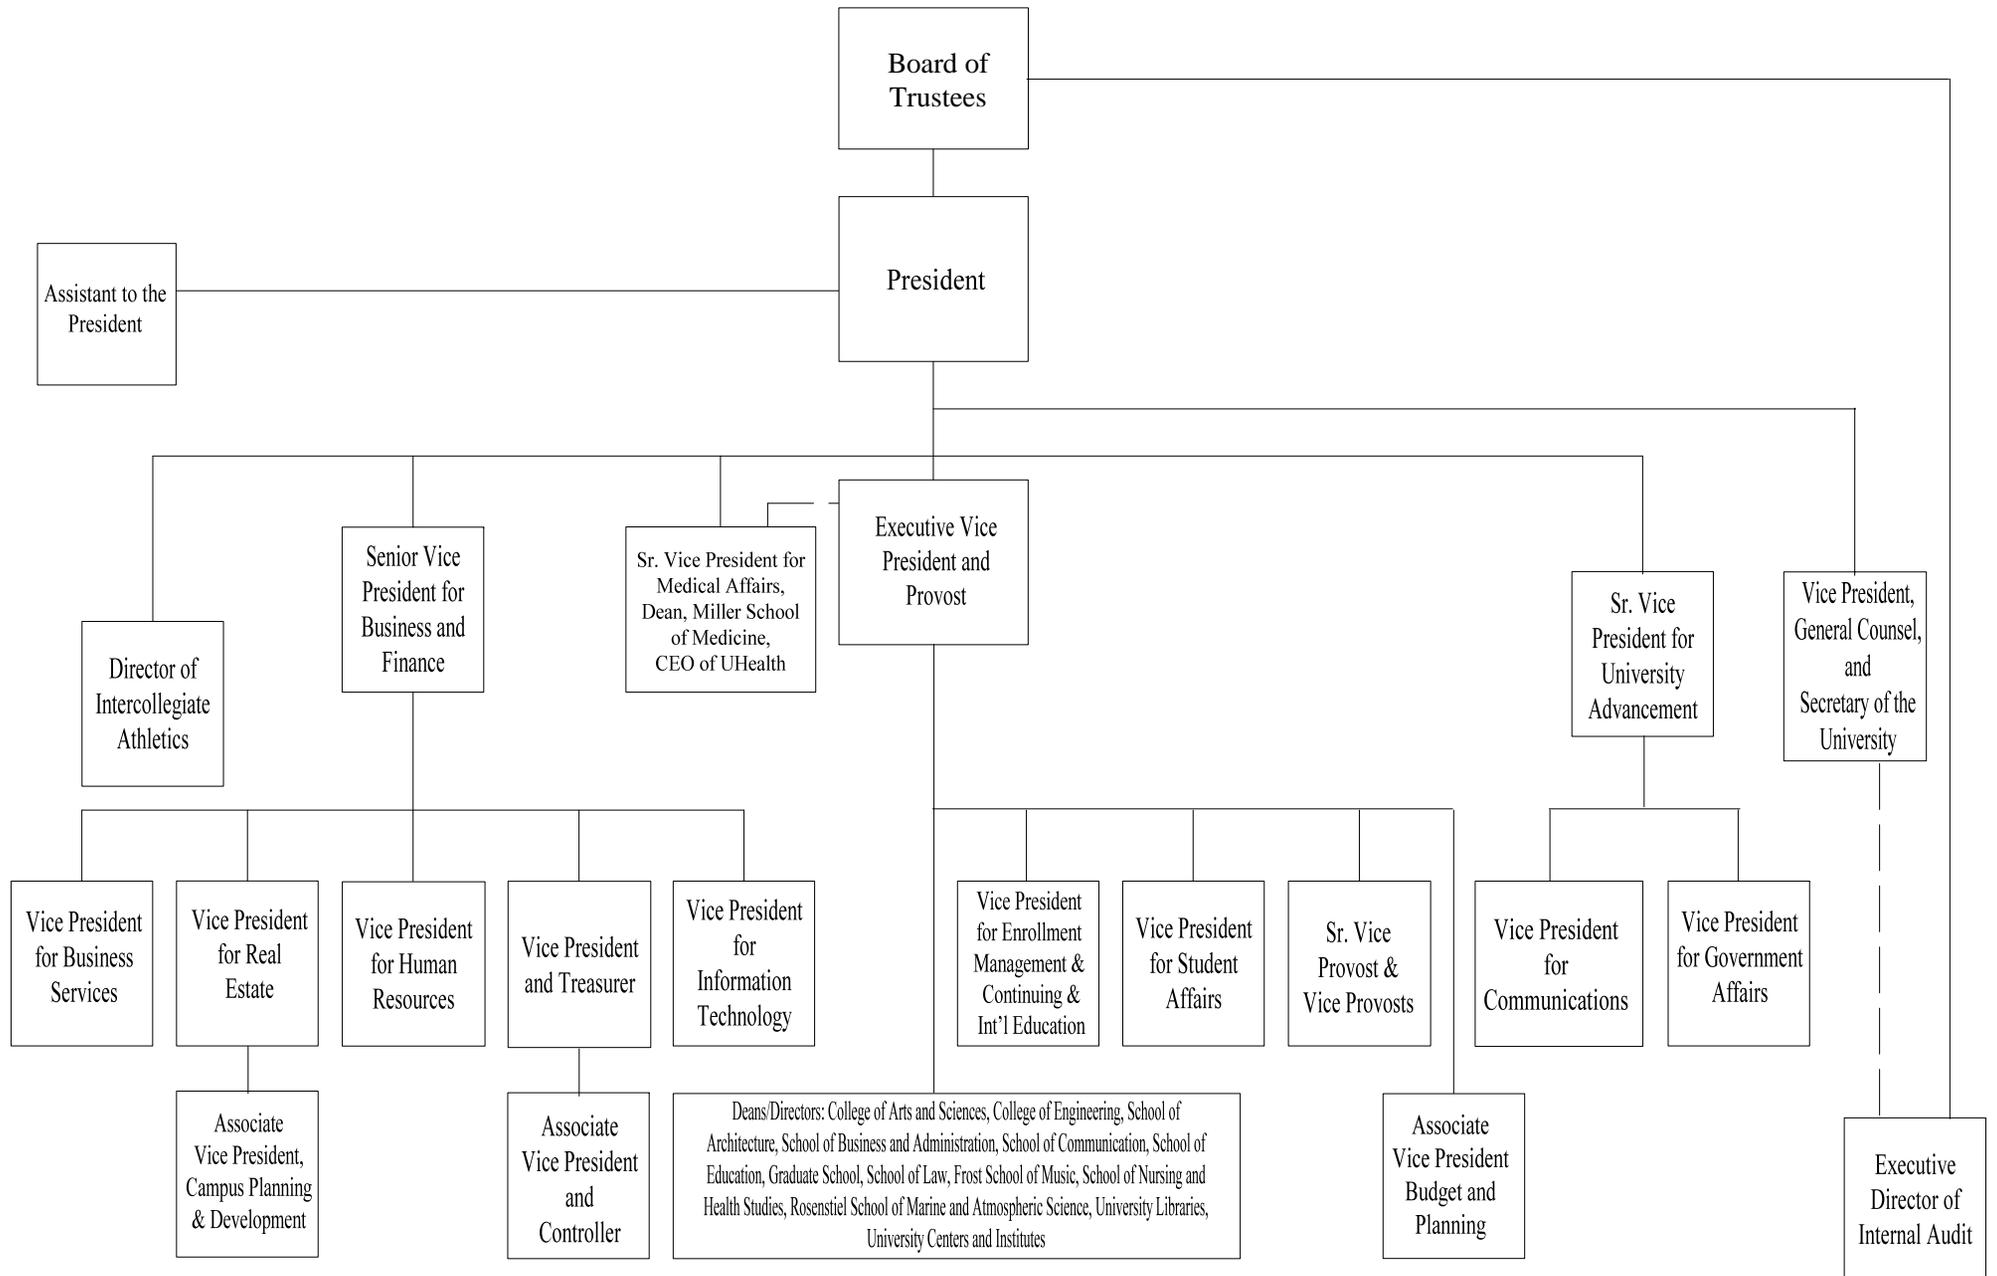 Board of
Trustees
President
Assistant to the
President
Executive Vice
President and
Provost
Senior Vice
President for
Business and
Finance
Sr. Vice President for
Medical Affairs,
Dean, Miller School
of Medicine,
CEO of UHealth
Sr. Vice
President for
University
Advancement
Vice President,
General Counsel,
and
Secretary of the
University
Director of
Intercollegiate
Athletics
Vice President
for Business
Services
Vice President
for Real
Estate
Vice President
for Human
Resources
Vice President
and Treasurer
Vice President
for
Information
Technology
Vice President
for Enrollment
Management &
Continuing &
Int’l Education
Vice President
for Student
Affairs
Sr. Vice
Provost &
Vice Provosts
Vice President
for
Communications
Vice President
for Government
Affairs
Associate
Vice President,
Campus Planning
& Development
Associate
Vice President
and
Controller
Deans/Directors: College of Arts and Sciences, College of Engineering, School of
Architecture, School of Business and Administration, School of Communication, School of
Education, Graduate School, School of Law, Frost School of Music, School of Nursing and
Health Studies, Rosenstiel School of Marine and Atmospheric Science, University Libraries,
University Centers and Institutes
Associate
Vice President
Budget and
Planning
Executive
Director of
Internal Audit